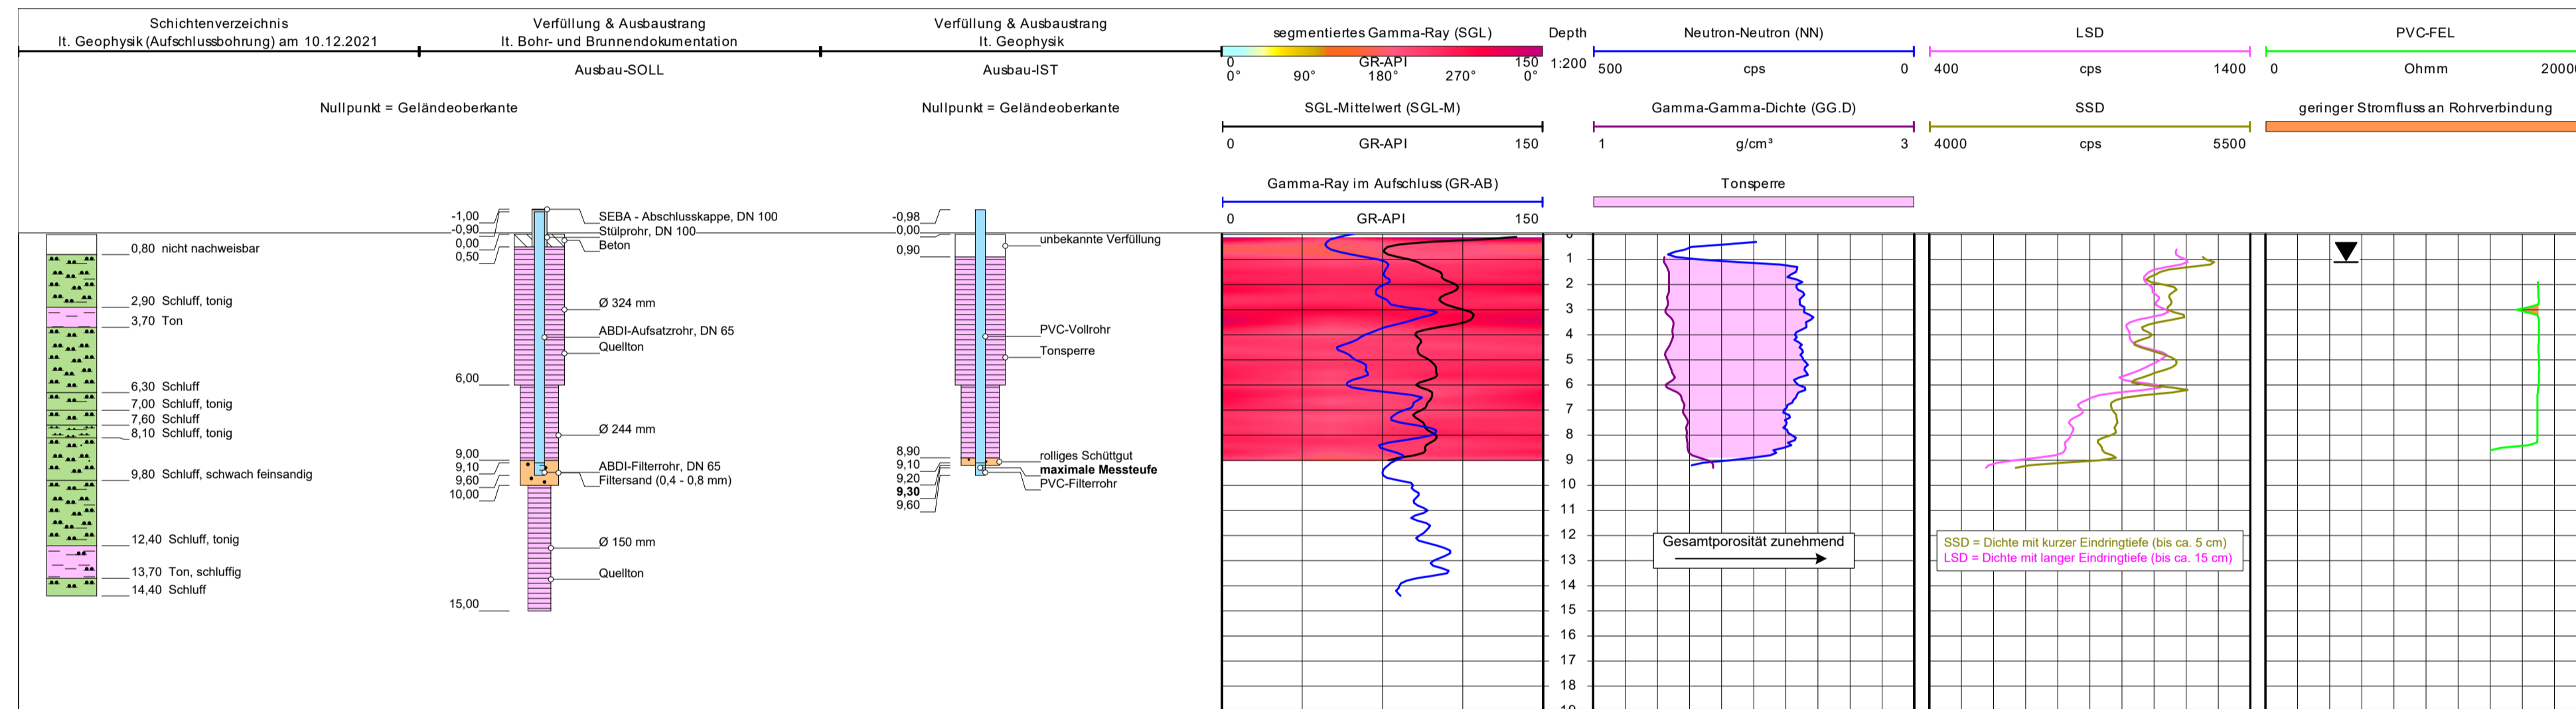 Schichtenverzeichnis
lt. Geophysik (Aufschlussbohrung) am 10.12.2021
Verfüllung & Ausbaustrang
lt. Bohr- und Brunnendokumentation
Ausbau-SOLL
Nullpunkt = Geländeoberkante
Verfüllung & Ausbaustrang
lt. Geophysik
Ausbau-IST
Nullpunkt = Geländeoberkante
segmentiertes Gamma-Ray (SGL)
0 GR-API 150
0° 90° 180° 270° 0°
SGL-Mittelwert (SGL-M)
0 GR-API 150
Gamma-Ray im Aufschluss (GR-AB)
0 GR-API 150
Depth
1:200
Neutron-Neutron (NN)
500 cps 0
Gamma-Gamma-Dichte (GG.D)
1 g/cm³ 3
Tonsperre
LSD
400 cps 1400
SSD
4000 cps 5500
PVC-FEL
0 Ohmm
geringer Stromfluss an Rohrverbindung
0,80 nicht nachweisbar
2,90 Schluff, tonig
3,70 Ton
6,30 Schluff
7,00 Schluff, tonig
7,60 Schluff
8,10 Schluff, tonig
9,80 Schluff, schwach feinsandig
12,40 Schluff, tonig
13,70 Ton, schluffig
14,40 Schluff
-1,00
-0,90
0,00
0,50
6,00
9,00
9,10
9,60
10,00
15,00
SEBA - Abschlusskappe, DN 100
Stülprohr, DN 100
Beton
Ø 324 mm
ABDI-Aufsatzrohr, DN 65
Quellton
Ø 244 mm
ABDI-Filterrohr, DN 65
Filtersand (0,4 - 0,8 mm)
Ø 150 mm
Quellton
-0,98
0,00
0,90
8,90
9,10
9,20
9,30
9,60
unbekannte Verfüllung
PVC-Vollrohr
Tonsperre
rolliges Schüttgut
maximale Messteufe
PVC-Filterrohr
1
2
3
4
5
6
7
8
9
10
11
12
13
14
15
16
17
18
Gesamtporosität zunehmend
SSD = Dichte mit kurzer Eindringtiefe (bis ca. 5 cm)
LSD = Dichte mit langer Eindringtiefe (bis ca. 15 cm)